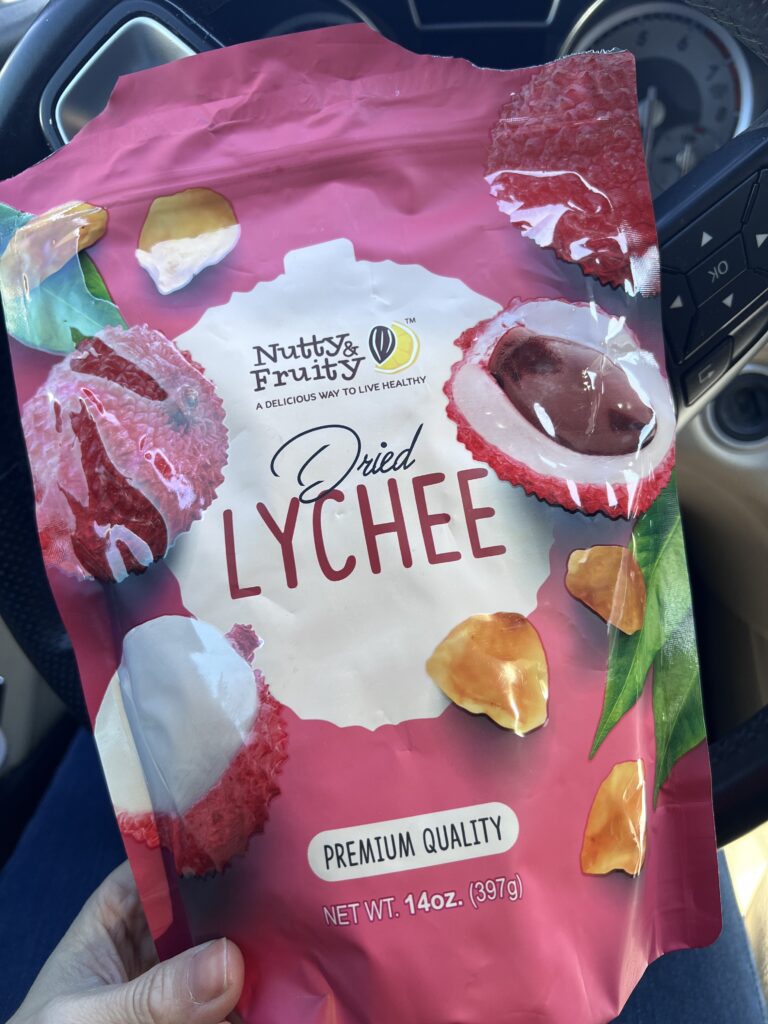 Nutty &
Fruity
™
A DELICIOUS WAY TO LIVE HEALTHY
Dried
LYCHEE
PREMIUM QUALITY
NET WT. 14oz. (397g)
OK